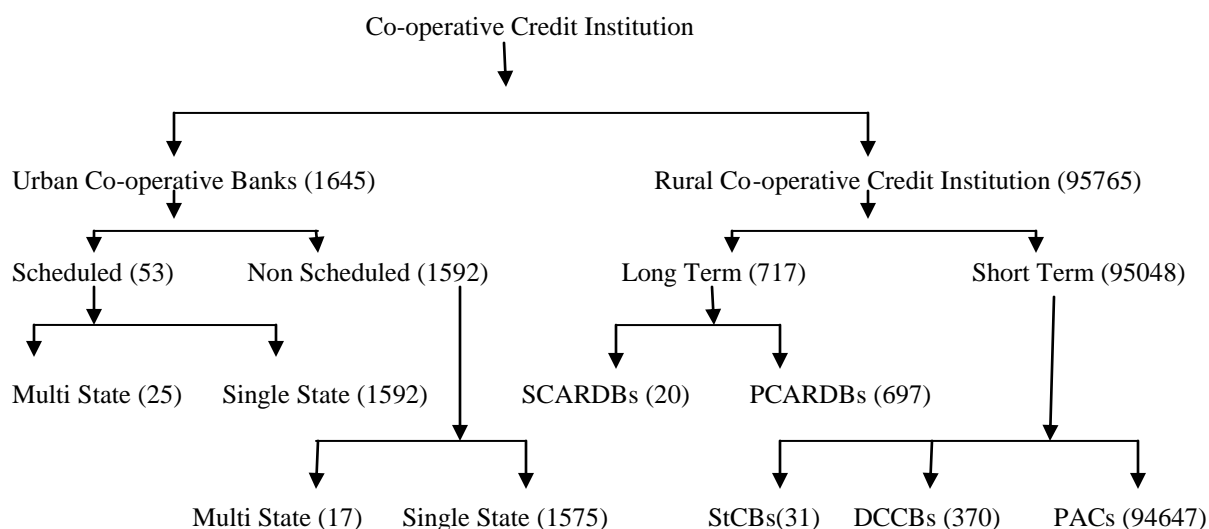 Co-operative Credit Institution
Urban Co-operative Banks (1645) Rural Co-operative Credit Institution (95765)
Scheduled (53) Non Scheduled (1592) Long Term (717) Short Term (95048)
Multi State (25) Single State (1592) SCARDBs (20) PCARDBs (697)
Multi State (17) Single State (1575) StCBs(31) DCCBs (370) PACs (94647)